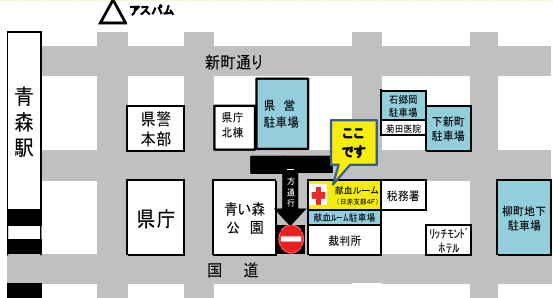 アスパム
新町通り
青森駅
県警
本部
県庁
北棟
県営
駐車場
石郷岡
駐車場
菊田医院
下新町
駐車場
ここ
です
一方通行
県庁
青い森
公園
献血ルーム
(日赤支部4F)
献血ルーム駐車場
裁判所
税務署
リッチモンド
ホテル
柳町地下
駐車場
国道